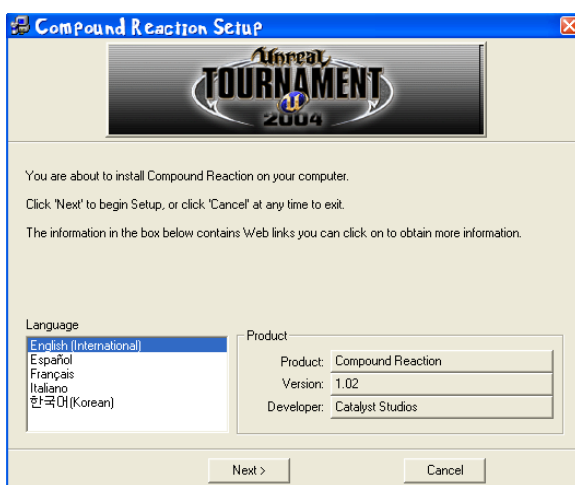 Compound Reaction Setup
Unreal
TOURNAMENT
2004
You are about to install Compound Reaction on your computer.
Click 'Next' to begin Setup, or click 'Cancel' at any time to exit.
The information in the box below contains Web links you can click on to obtain more information.
Language
English (International)
Español
Français
Italiano
한국어(Korean)
Product
Product: Compound Reaction
Version: 1.02
Developer: Catalyst Studios
Next >
Cancel